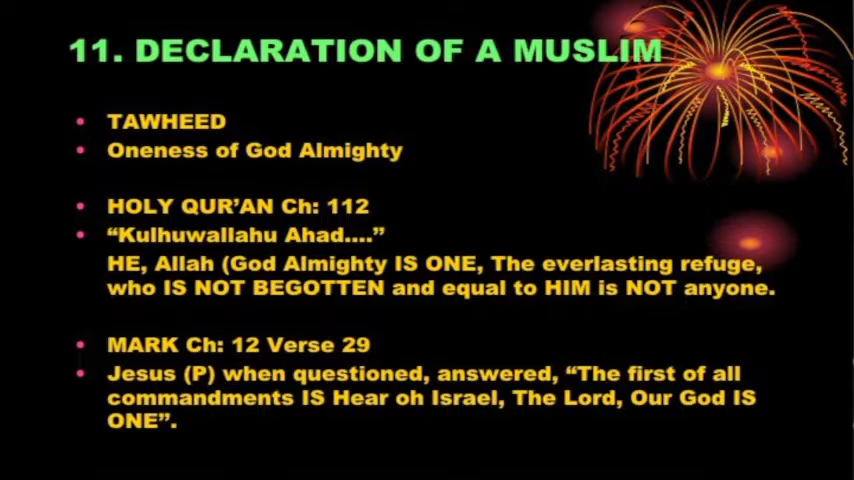 11. DECLARATION OF A MUSLIM
• TAWHEED
• Oneness of God Almighty
• HOLY QUR’AN Ch: 112
• “Kulhuwallahu Ahad....”
HE, Allah (God Almighty IS ONE, The everlasting refuge,
who IS NOT BEGOTTEN and equal to HIM is NOT anyone.
• MARK Ch: 12 Verse 29
• Jesus (P) when questioned, answered, “The first of all
commandments IS Hear oh Israel, The Lord, Our God IS
ONE”.